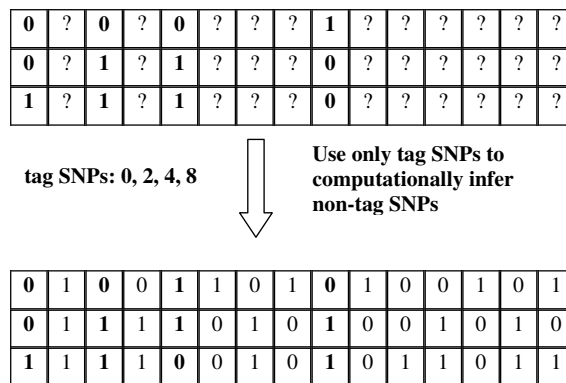 0 ? 0 ? 0 ? ? ? 1 ? ? ? ? ? ?
0 ? 1 ? 1 ? ? ? 0 ? ? ? ? ? ?
1 ? 1 ? 1 ? ? ? 0 ? ? ? ? ? ?
tag SNPs: 0, 2, 4, 8
Use only tag SNPs to
computationally infer
non-tag SNPs
0 1 0 0 1 1 0 1 0 1 0 0 1 0 1
0 1 1 1 1 0 1 0 1 0 0 1 0 1 0
1 1 1 1 0 0 1 0 1 0 1 1 0 1 1